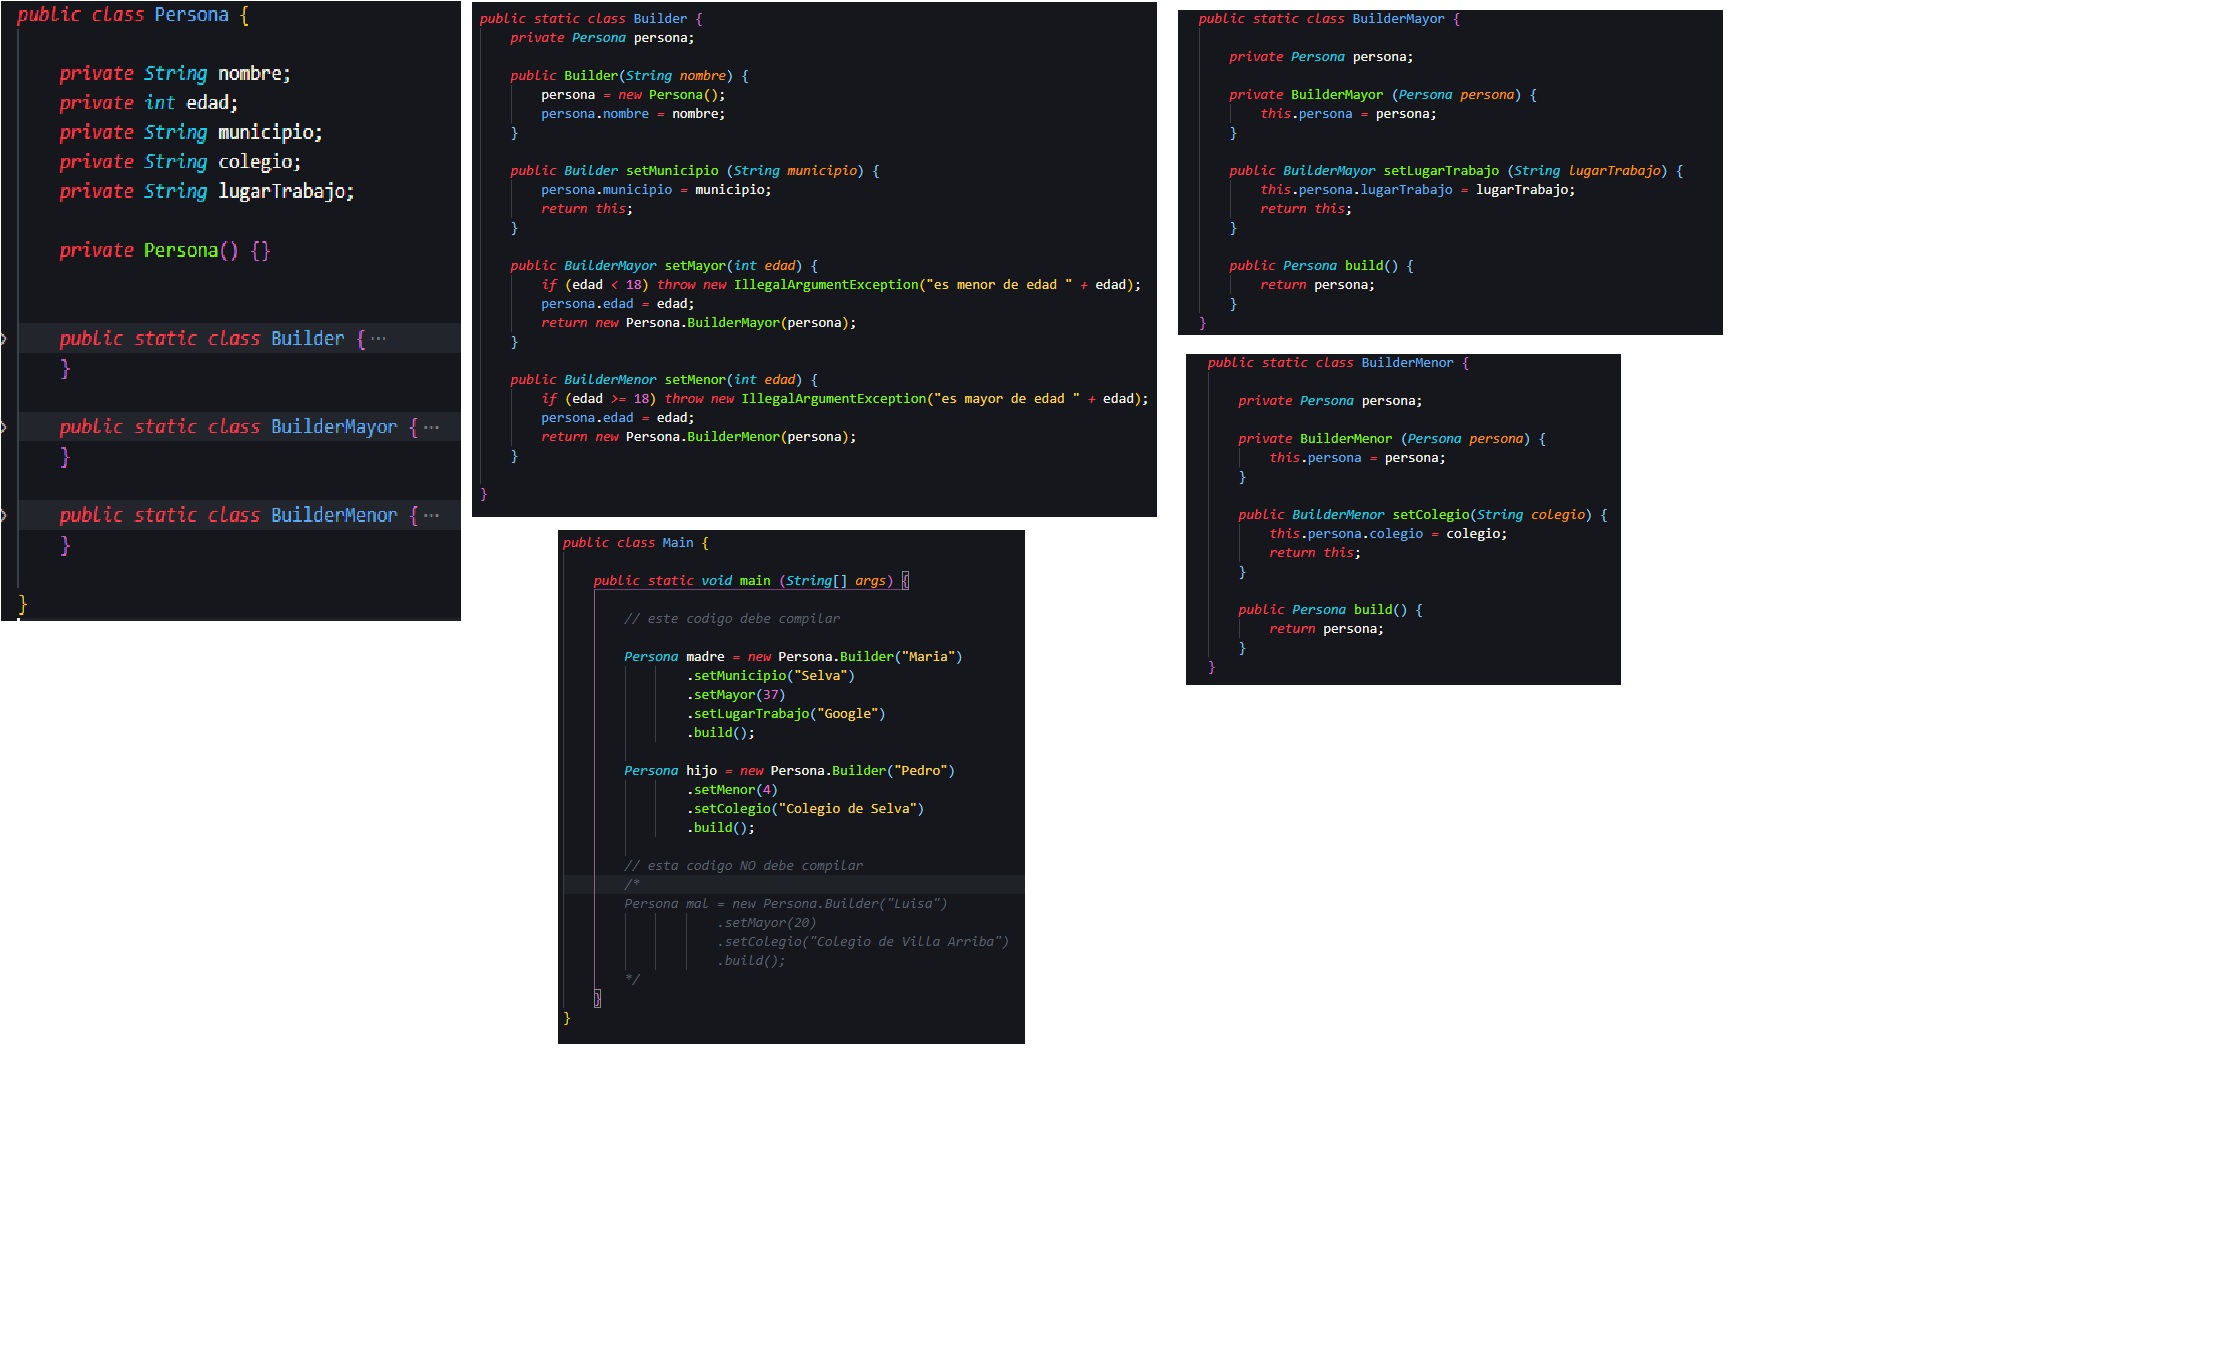 public class Persona {
private String nombre;
private int edad;
private String municipio;
private String colegio;
private String lugarTrabajo;
private Persona() {}
public static class Builder {···
}
public static class BuilderMayor {···
}
public static class BuilderMenor {···
}
}
public static class Builder {
private Persona persona;
public Builder(String nombre) {
persona = new Persona();
persona.nombre = nombre;
}
public Builder setMunicipio (String municipio) {
persona.municipio = municipio;
return this;
}
public BuilderMayor setMayor(int edad) {
if (edad < 18) throw new IllegalArgumentException("es menor de edad " + edad);
persona.edad = edad;
return new Persona.BuilderMayor(persona);
}
public BuilderMenor setMenor(int edad) {
if (edad >= 18) throw new IllegalArgumentException("es mayor de edad " + edad);
persona.edad = edad;
return new Persona.BuilderMenor(persona);
}
}
public static class BuilderMayor {
private Persona persona;
private BuilderMayor (Persona persona) {
this.persona = persona;
}
public BuilderMayor setLugarTrabajo (String lugarTrabajo) {
this.persona.lugarTrabajo = lugarTrabajo;
return this;
}
public Persona build() {
return persona;
}
}
public static class BuilderMenor {
private Persona persona;
private BuilderMenor (Persona persona) {
this.persona = persona;
}
public BuilderMenor setColegio(String colegio) {
this.persona.colegio = colegio;
return this;
}
public Persona build() {
return persona;
}
}
public class Main {
public static void main (String[] args) {
// este codigo debe compilar
Persona madre = new Persona.Builder("Maria")
.setMunicipio("Selva")
.setMayor(37)
.setLugarTrabajo("Google")
.build();
Persona hijo = new Persona.Builder("Pedro")
.setMenor(4)
.setColegio("Colegio de Selva")
.build();
// esta codigo NO debe compilar
/*
Persona mal = new Persona.Builder("Luisa")
.setMayor(20)
.setColegio("Colegio de Villa Arriba")
.build();
*/
}
}